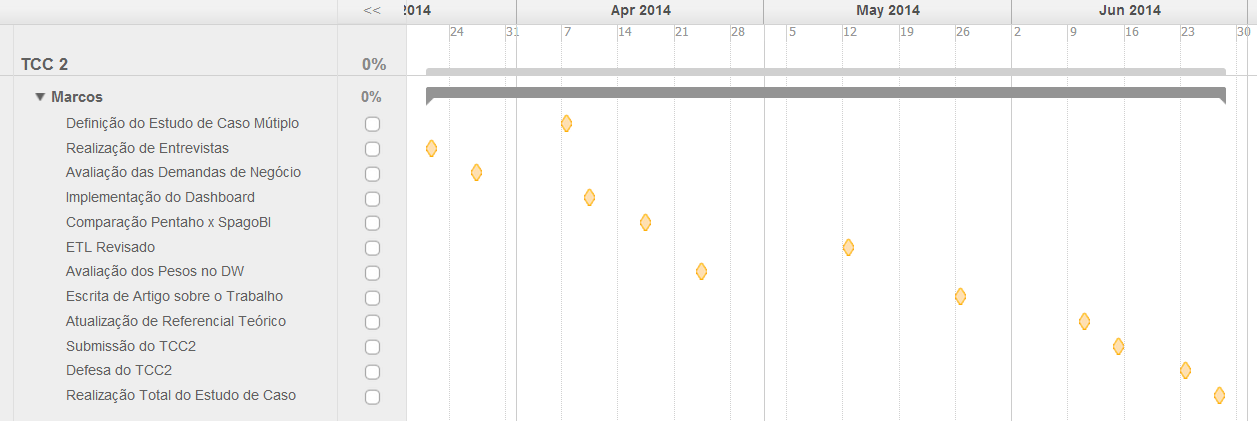 << :2014 Apr 2014 May 2014 Jun 2014
24 31 7 14 21 28 5 12 19 26 2 9 16 23 30
TCC 2 0%
Marcos 0%
Definição do Estudo de Caso Mútiplo
Realização de Entrevistas
Avaliação das Demandas de Negócio
Implementação do Dashboard
Comparação Pentaho x SpagoBI
ETL Revisado
Avaliação dos Pesos no DW
Escrita de Artigo sobre o Trabalho
Atualização de Referencial Teórico
Submissão do TCC2
Defesa do TCC2
Realização Total do Estudo de Caso